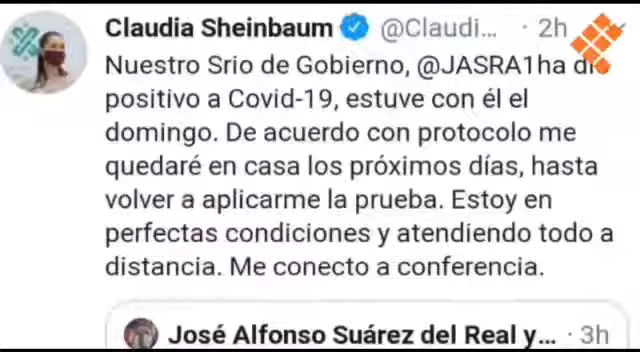 Claudia Sheinbaum @Claudi... · 2h
Nuestro Srio de Gobierno, @JASRA1ha
positivo a Covid-19, estuve con él el
domingo. De acuerdo con protocolo me
quedaré en casa los próximos días, hasta
volver a aplicarme la prueba. Estoy en
perfectas condiciones y atendiendo todo a
distancia. Me conecto a conferencia.
José Alfonso Suárez del Real y... · 3h